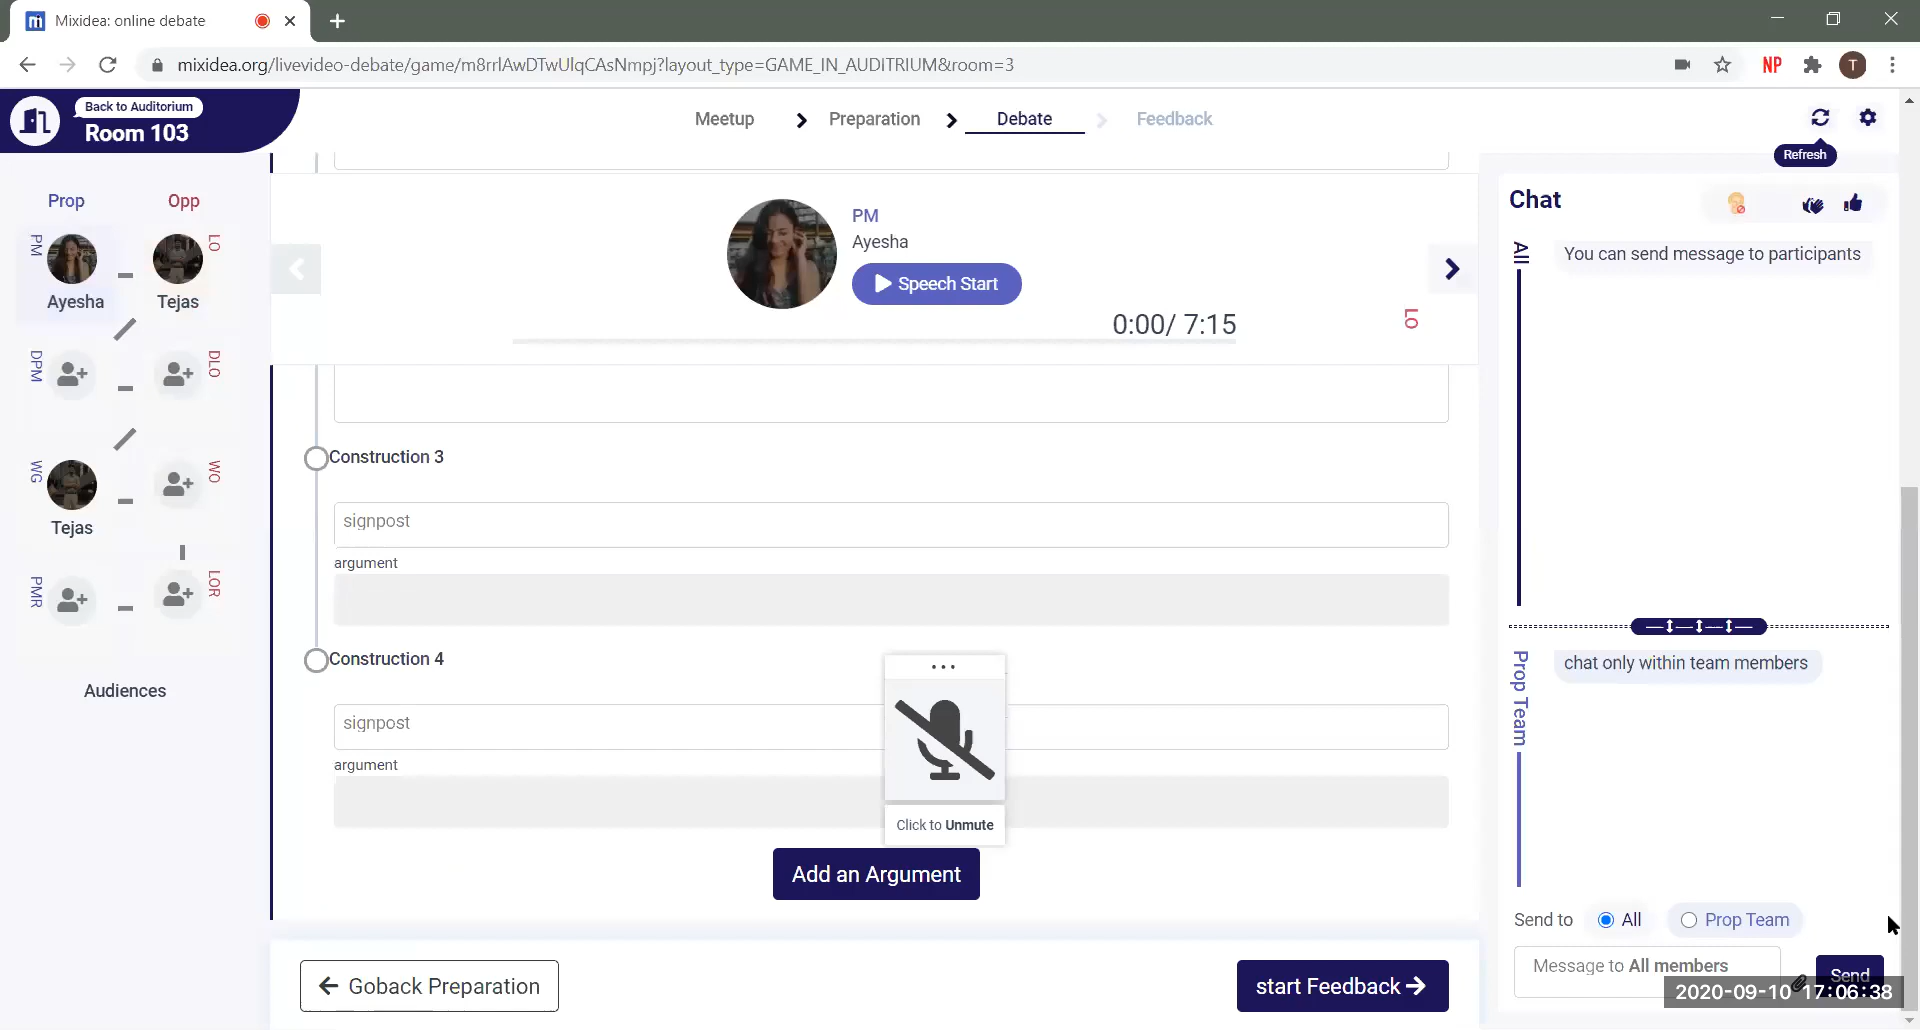 Mixidea: online debate
mixidea.org/livevideo-debate/game/m8rrlAwDTwUlqCAsNmpj?layout_type=GAME_IN_AUDITRIUM&room=3
NP
T
Back to Auditorium
Room 103
Meetup
Preparation
Debate
Feedback
Refresh
Prop
Opp
PM
LO
Ayesha
Tejas
DPM
DLO
WG
WO
Tejas
PMR
LOR
Audiences
PM
Ayesha
Speech Start
0:00/ 7:15
LO
Construction 3
signpost
argument
Construction 4
signpost
argument
Click to Unmute
Add an Argument
Goback Preparation
start Feedback
Chat
All
You can send message to participants
Prop Team
chat only within team members
Send to
All
Prop Team
Message to All members
Send
2020-09-10 17:06:38